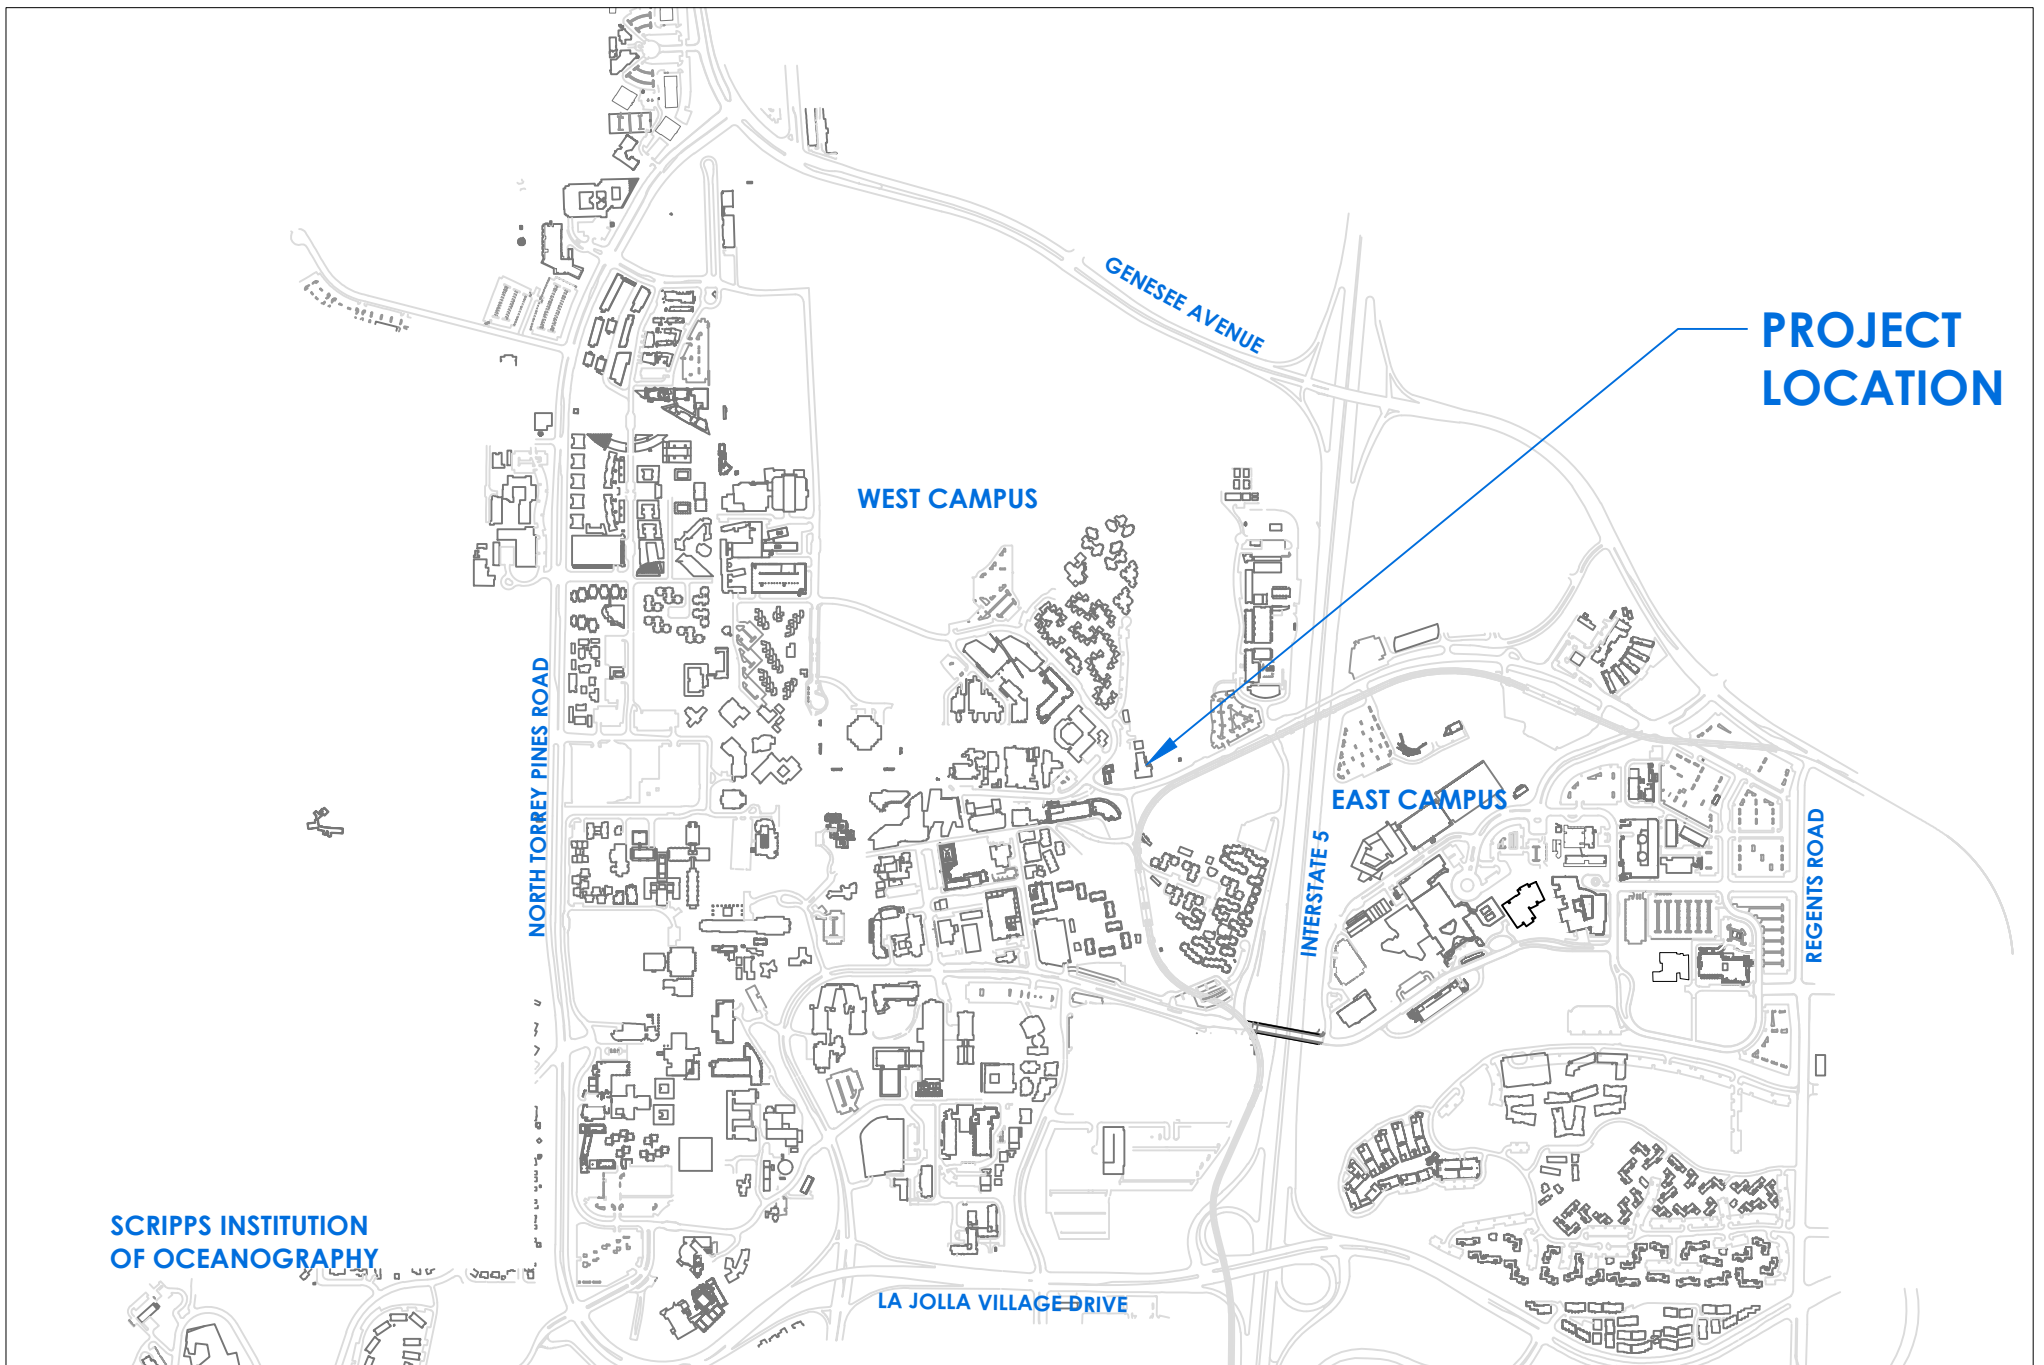 GENESEE AVENUE
PROJECT
LOCATION
WEST CAMPUS
NORTH TORREY PINES ROAD
EAST CAMPUS
INTERSTATE 5
REGENTS ROAD
SCRIPPS INSTITUTION
OF OCEANOGRAPHY
LA JOLLA VILLAGE DRIVE